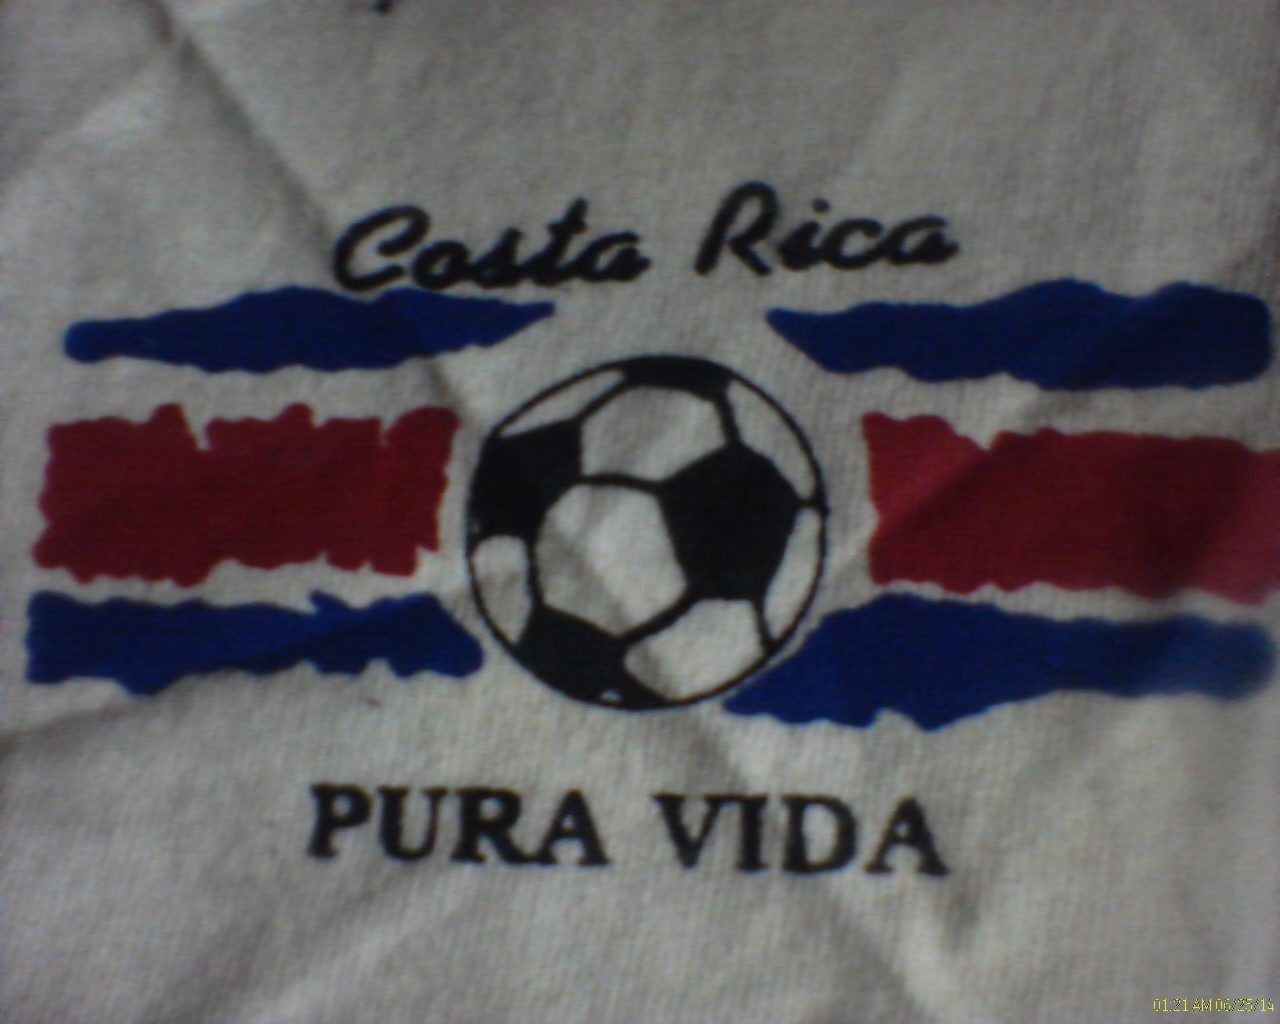 Costa Rica
PURA VIDA
01:21 AM 06/25/14